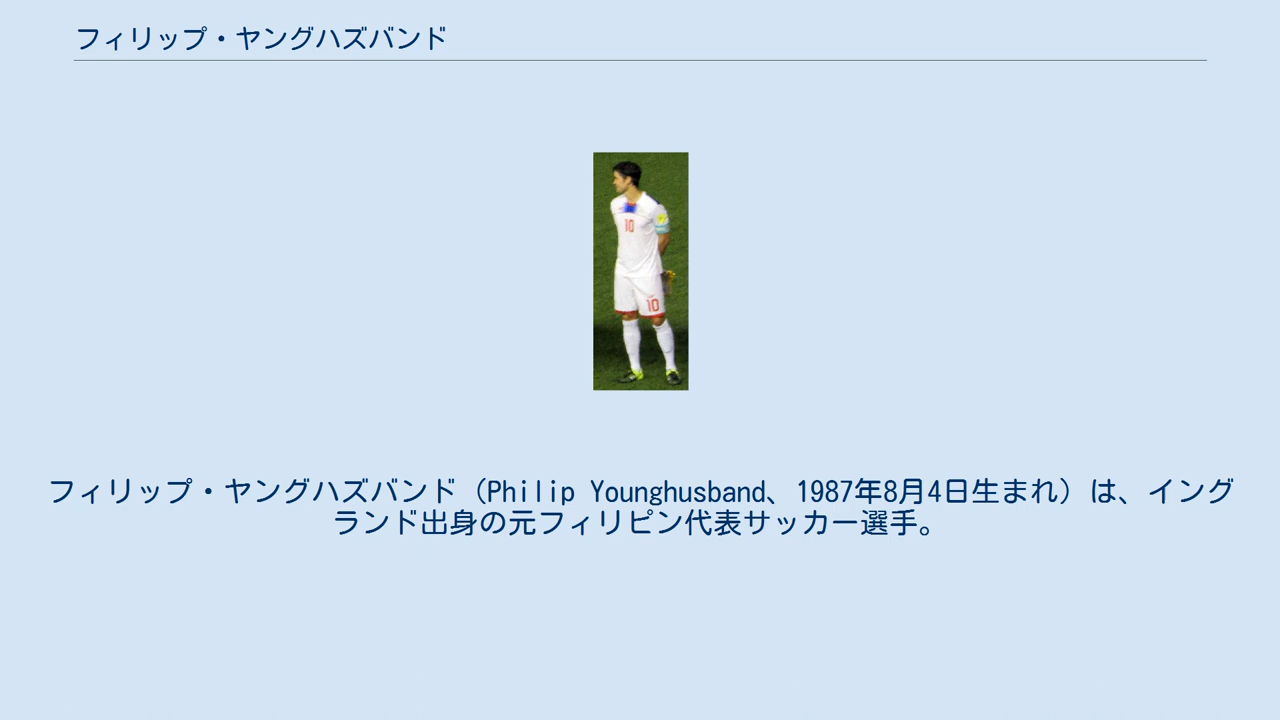 フィリップ・ヤングハズバンド
10
10
フィリップ・ヤングハズバンド（Philip Younghusband、1987年8月4日生まれ）は、イング
ランド出身の元フィリピン代表サッカー選手。